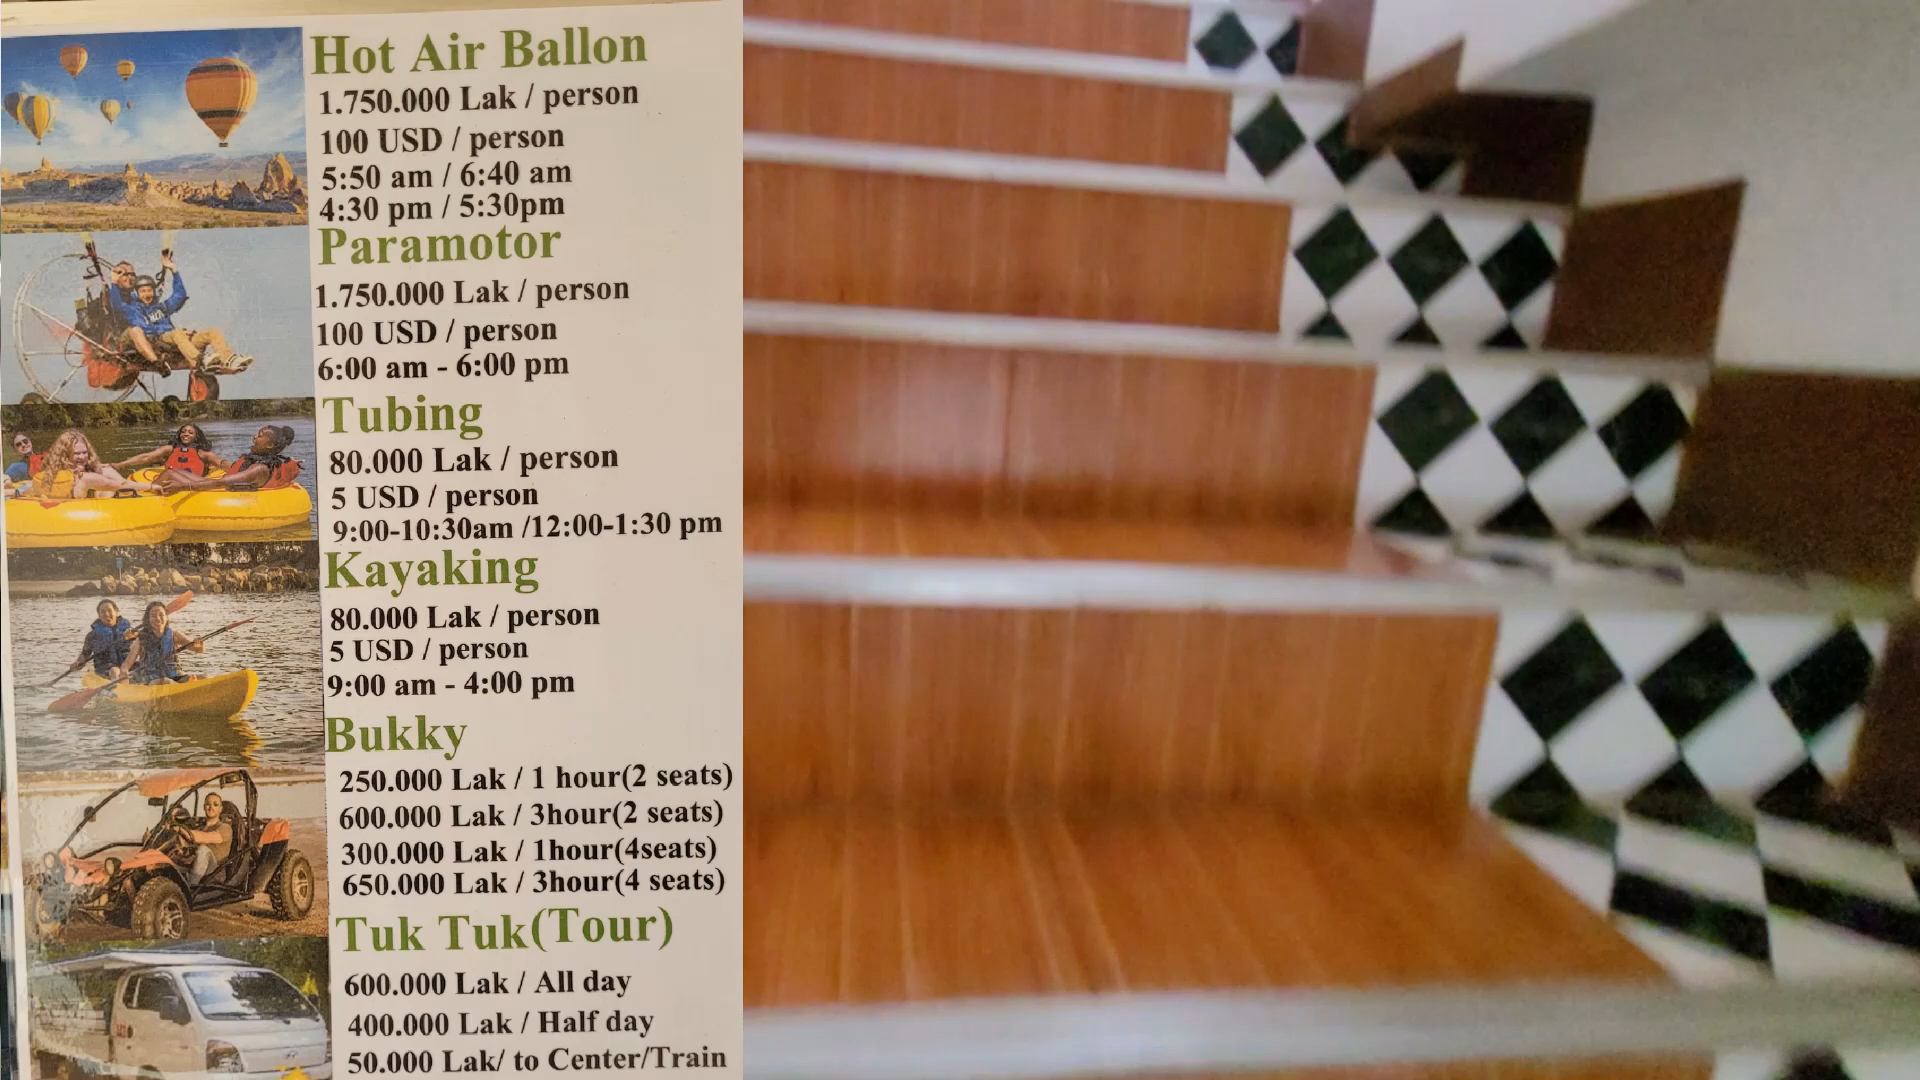 Hot Air Ballon
1.750.000 Lak / person
100 USD / person
5:50 am / 6:40 am
4:30 pm / 5:30pm
Paramotor
1.750.000 Lak / person
100 USD / person
6:00 am - 6:00 pm
Tubing
80.000 Lak / person
5 USD / person
9:00-10:30am /12:00-1:30 pm
Kayaking
80.000 Lak / person
5 USD / person
9:00 am - 4:00 pm
Bukky
250.000 Lak / 1 hour(2 seats)
600.000 Lak / 3hour(2 seats)
300.000 Lak / 1hour(4seats)
650.000 Lak / 3hour(4 seats)
Tuk Tuk(Tour)
600.000 Lak / All day
400.000 Lak / Half day
50.000 Lak/ to Center/Train